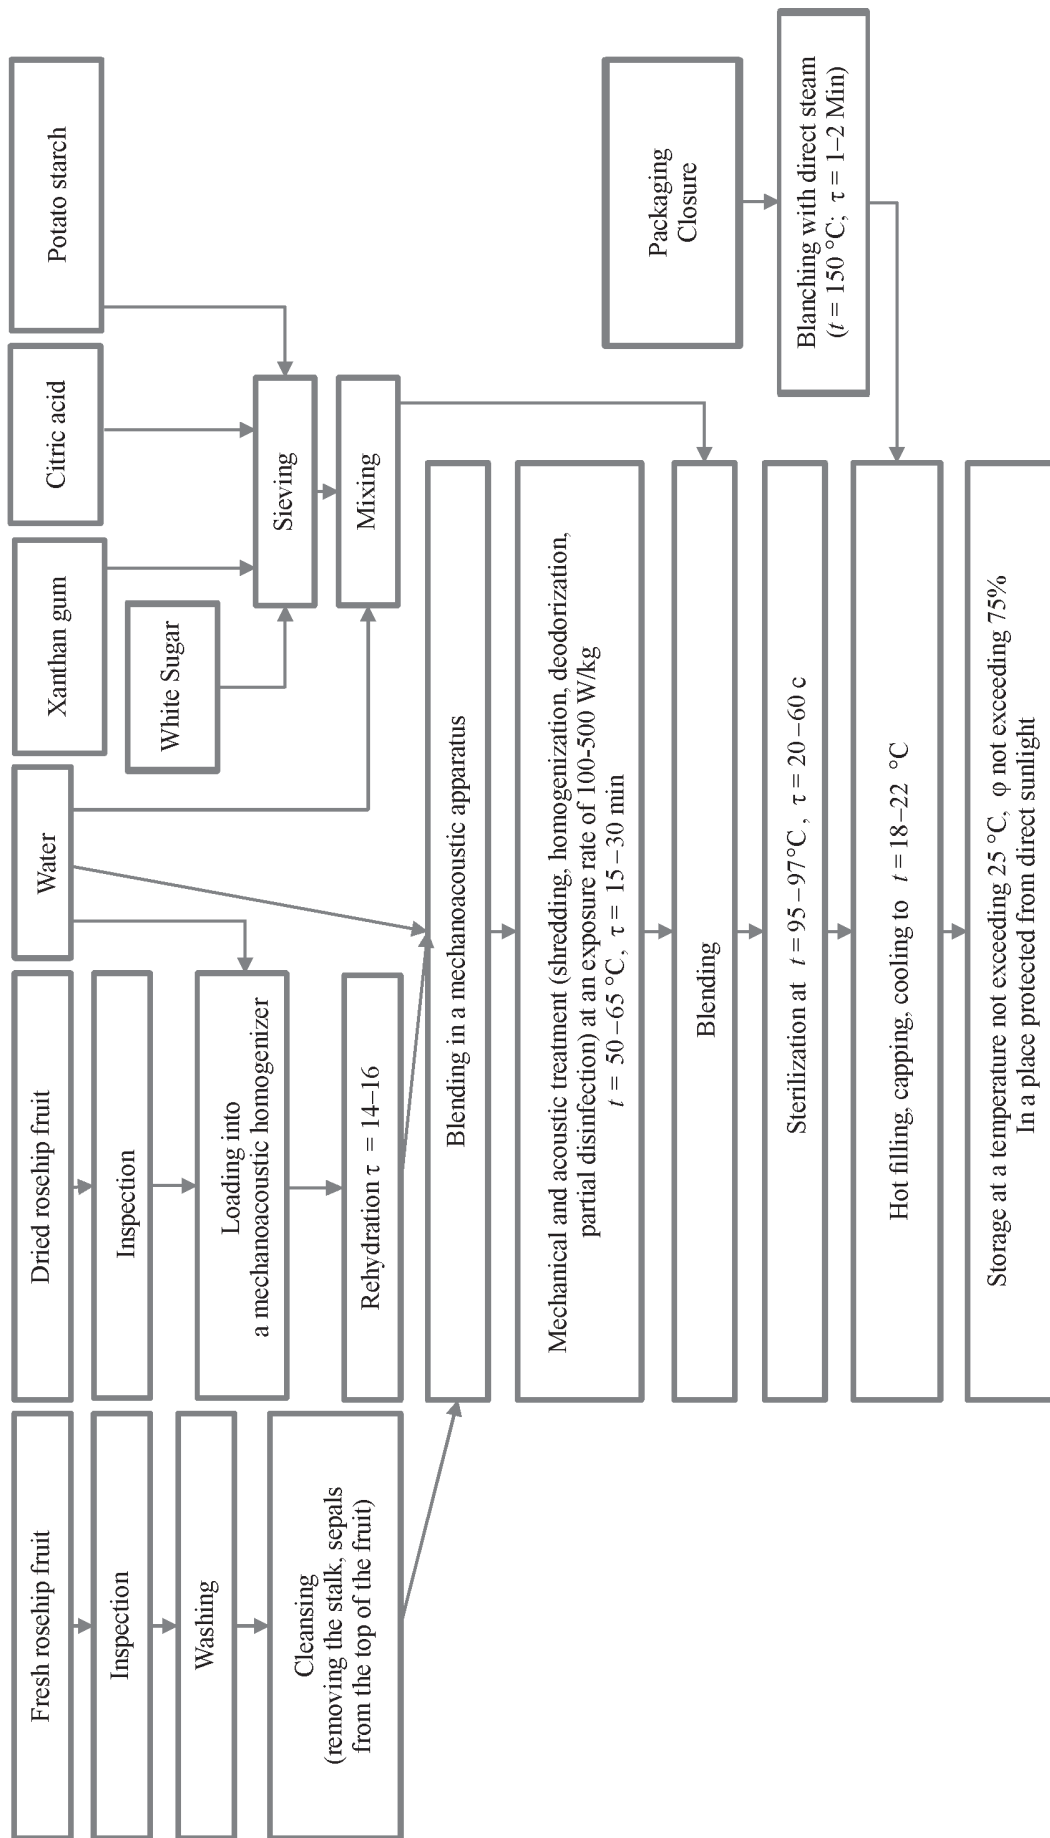 Fresh rosehip fruit
Dried rosehip fruit
Water
Xanthan gum
Citric acid
Potato starch
Inspection
Inspection
White Sugar
Washing
Loading into
a mechanoacoustic homogenizer
Sieving
Cleansing
(removing the stalk, sepals
from the top of the fruit)
Rehydration τ = 14–16
Mixing
Blending in a mechanoacoustic apparatus
Mechanical and acoustic treatment (shredding, homogenization, deodorization,
partial disinfection) at an exposure rate of 100-500 W/kg
t = 50–65 °C, τ = 15–30 min
Packaging
Closure
Blending
Blanching with direct steam
(t = 150 °C; τ = 1–2 Min)
Sterilization at t = 95–97°C, τ = 20–60 c
Hot filling, capping, cooling to t = 18–22 °C
Storage at a temperature not exceeding 25 °C, φ not exceeding 75%
In a place protected from direct sunlight